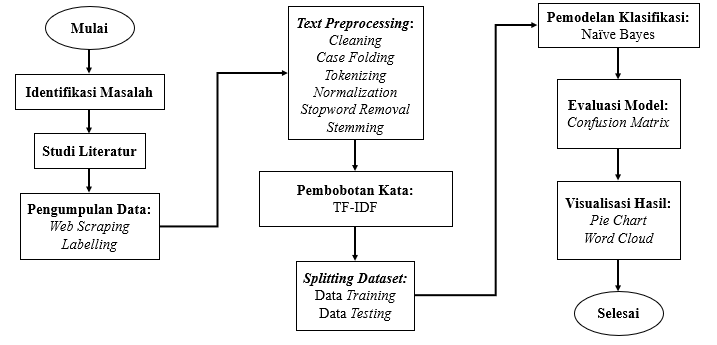 Mulai
Identifikasi Masalah
Studi Literatur
Pengumpulan Data:
Web Scraping
Labelling
Text Preprocessing:
Cleaning
Case Folding
Tokenizing
Normalization
Stopword Removal
Stemming
Pembobotan Kata:
TF-IDF
Splitting Dataset:
Data Training
Data Testing
Pemodelan Klasifikasi:
Naïve Bayes
Evaluasi Model:
Confusion Matrix
Visualisasi Hasil:
Pie Chart
Word Cloud
Selesai